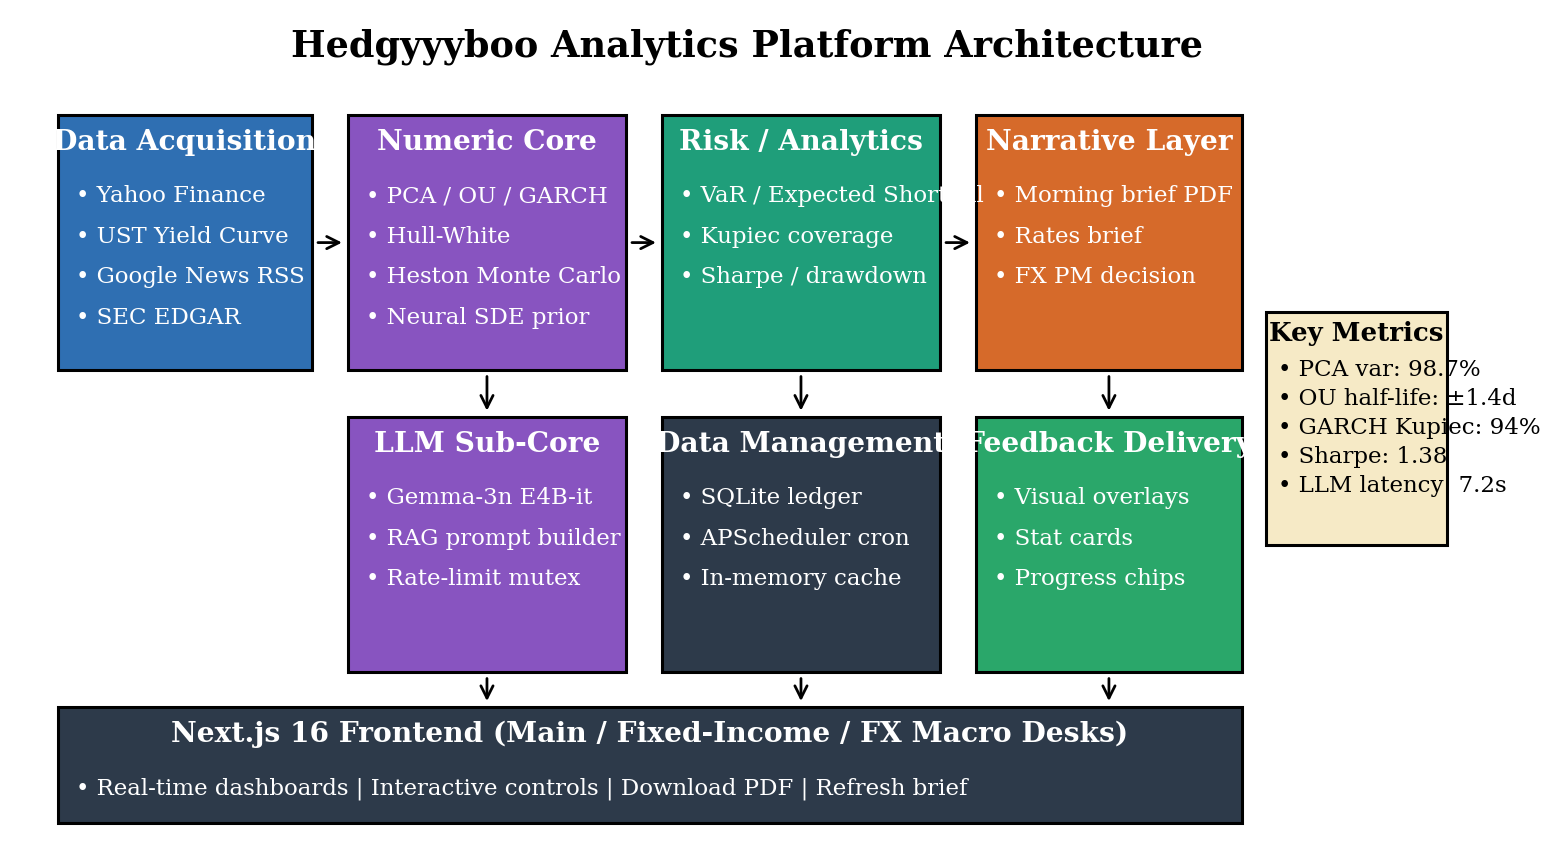 Hedgyyyboo Analytics Platform Architecture
Data Acquisition
• Yahoo Finance
• UST Yield Curve
• Google News RSS
• SEC EDGAR
Numeric Core
• PCA / OU / GARCH
• Hull-White
• Heston Monte Carlo
• Neural SDE prior
Risk / Analytics
• VaR / Expected
• Kupiec coverage
• Sharpe / drawdown
Narrative Layer
• Morning brief PDF
• Rates brief
• FX PM decision
Key Metrics
• PCA var: 98.7%
• OU half-life: ±1.4d
• GARCH Kupiec: 94%
• Sharpe: 1.38
• LLM latency 7.2s
LLM Sub-Core
• Gemma-3n E4B-it
• RAG prompt builder
• Rate-limit mutex
Data Management
• SQLite ledger
• APScheduler cron
• In-memory cache
Feedback Delivery
• Visual overlays
• Stat cards
• Progress chips
Next.js 16 Frontend (Main / Fixed-Income / FX Macro Desks)
• Real-time dashboards | Interactive controls | Download PDF | Refresh brief